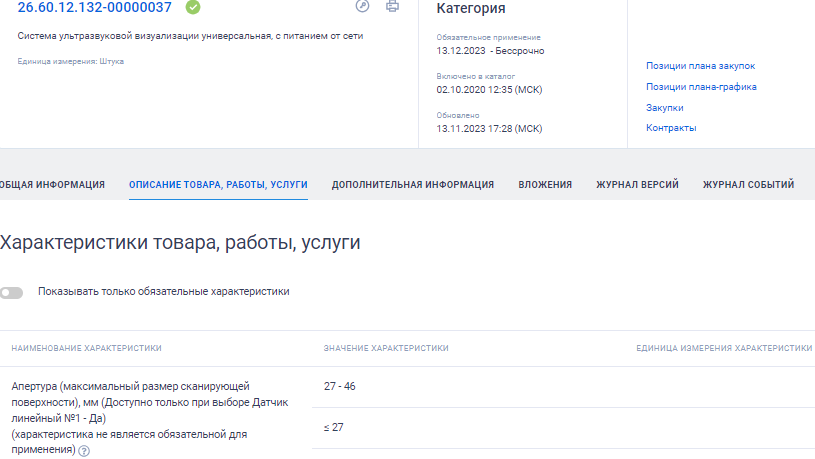 26.60.12.132-00000037
Система ультразвуковой визуализации универсальная, с питанием от сети
Единица измерения: Штука
Категория
Обязательное применение
13.12.2023 - Бессрочно
Включено в каталог
02.10.2020 12:35 (МСК)
Обновлено
13.11.2023 17:28 (МСК)
Позиции плана закупок
Позиции плана-графика
Закупки
Контракты
ОБЩАЯ ИНФОРМАЦИЯ ОПИСАНИЕ ТОВАРА, РАБОТЫ, УСЛУГИ ДОПОЛНИТЕЛЬНАЯ ИНФОРМАЦИЯ ВЛОЖЕНИЯ ЖУРНАЛ ВЕРСИЙ ЖУРНАЛ СОБЫТИЙ
Характеристики товара, работы, услуги
Показывать только обязательные характеристики
НАИМЕНОВАНИЕ ХАРАКТЕРИСТИКИ ЗНАЧЕНИЕ ХАРАКТЕРИСТИКИ ЕДИНИЦА ИЗМЕРЕНИЯ ХАРАКТЕРИСТИКИ
Апертура (максимальный размер сканирующей
поверхности), мм (Доступно только при выборе Датчик
линейный №1 - Да)
(характеристика не является обязательной для
применения)
27 - 46
≤ 27